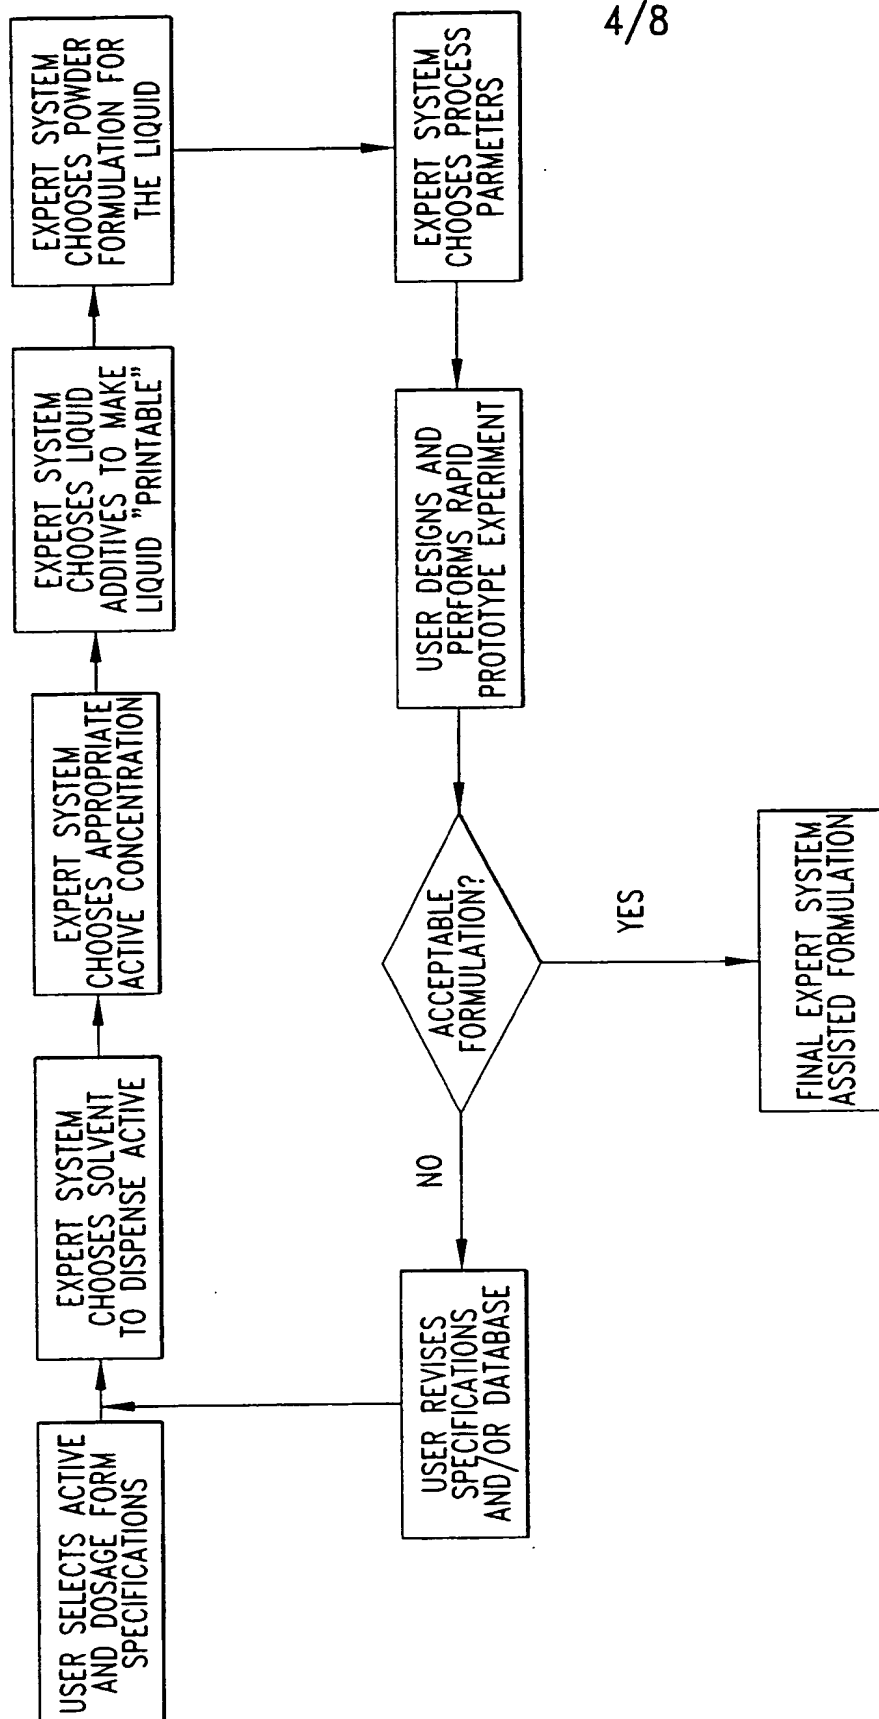 4/8
USER SELECTS ACTIVE
AND DOSAGE FORM
SPECIFICATIONS
EXPERT SYSTEM
CHOOSES SOLVENT
TO DISPENSE ACTIVE
EXPERT SYSTEM
CHOOSES APPROPRIATE
ACTIVE CONCENTRATION
EXPERT SYSTEM
CHOOSES LIQUID
ADDITIVES TO MAKE
LIQUID "PRINTABLE"
EXPERT SYSTEM
CHOOSES POWDER
FORMULATION FOR
THE LIQUID
EXPERT SYSTEM
CHOOSES PROCESS
PARMETERS
USER DESIGNS AND
PERFORMS RAPID
PROTOTYPE EXPERIMENT
ACCEPTABLE
FORMULATION?
NO
USER REVISES
SPECIFICATIONS
AND/OR DATABASE
YES
FINAL EXPERT SYSTEM
ASSISTED FORMULATION